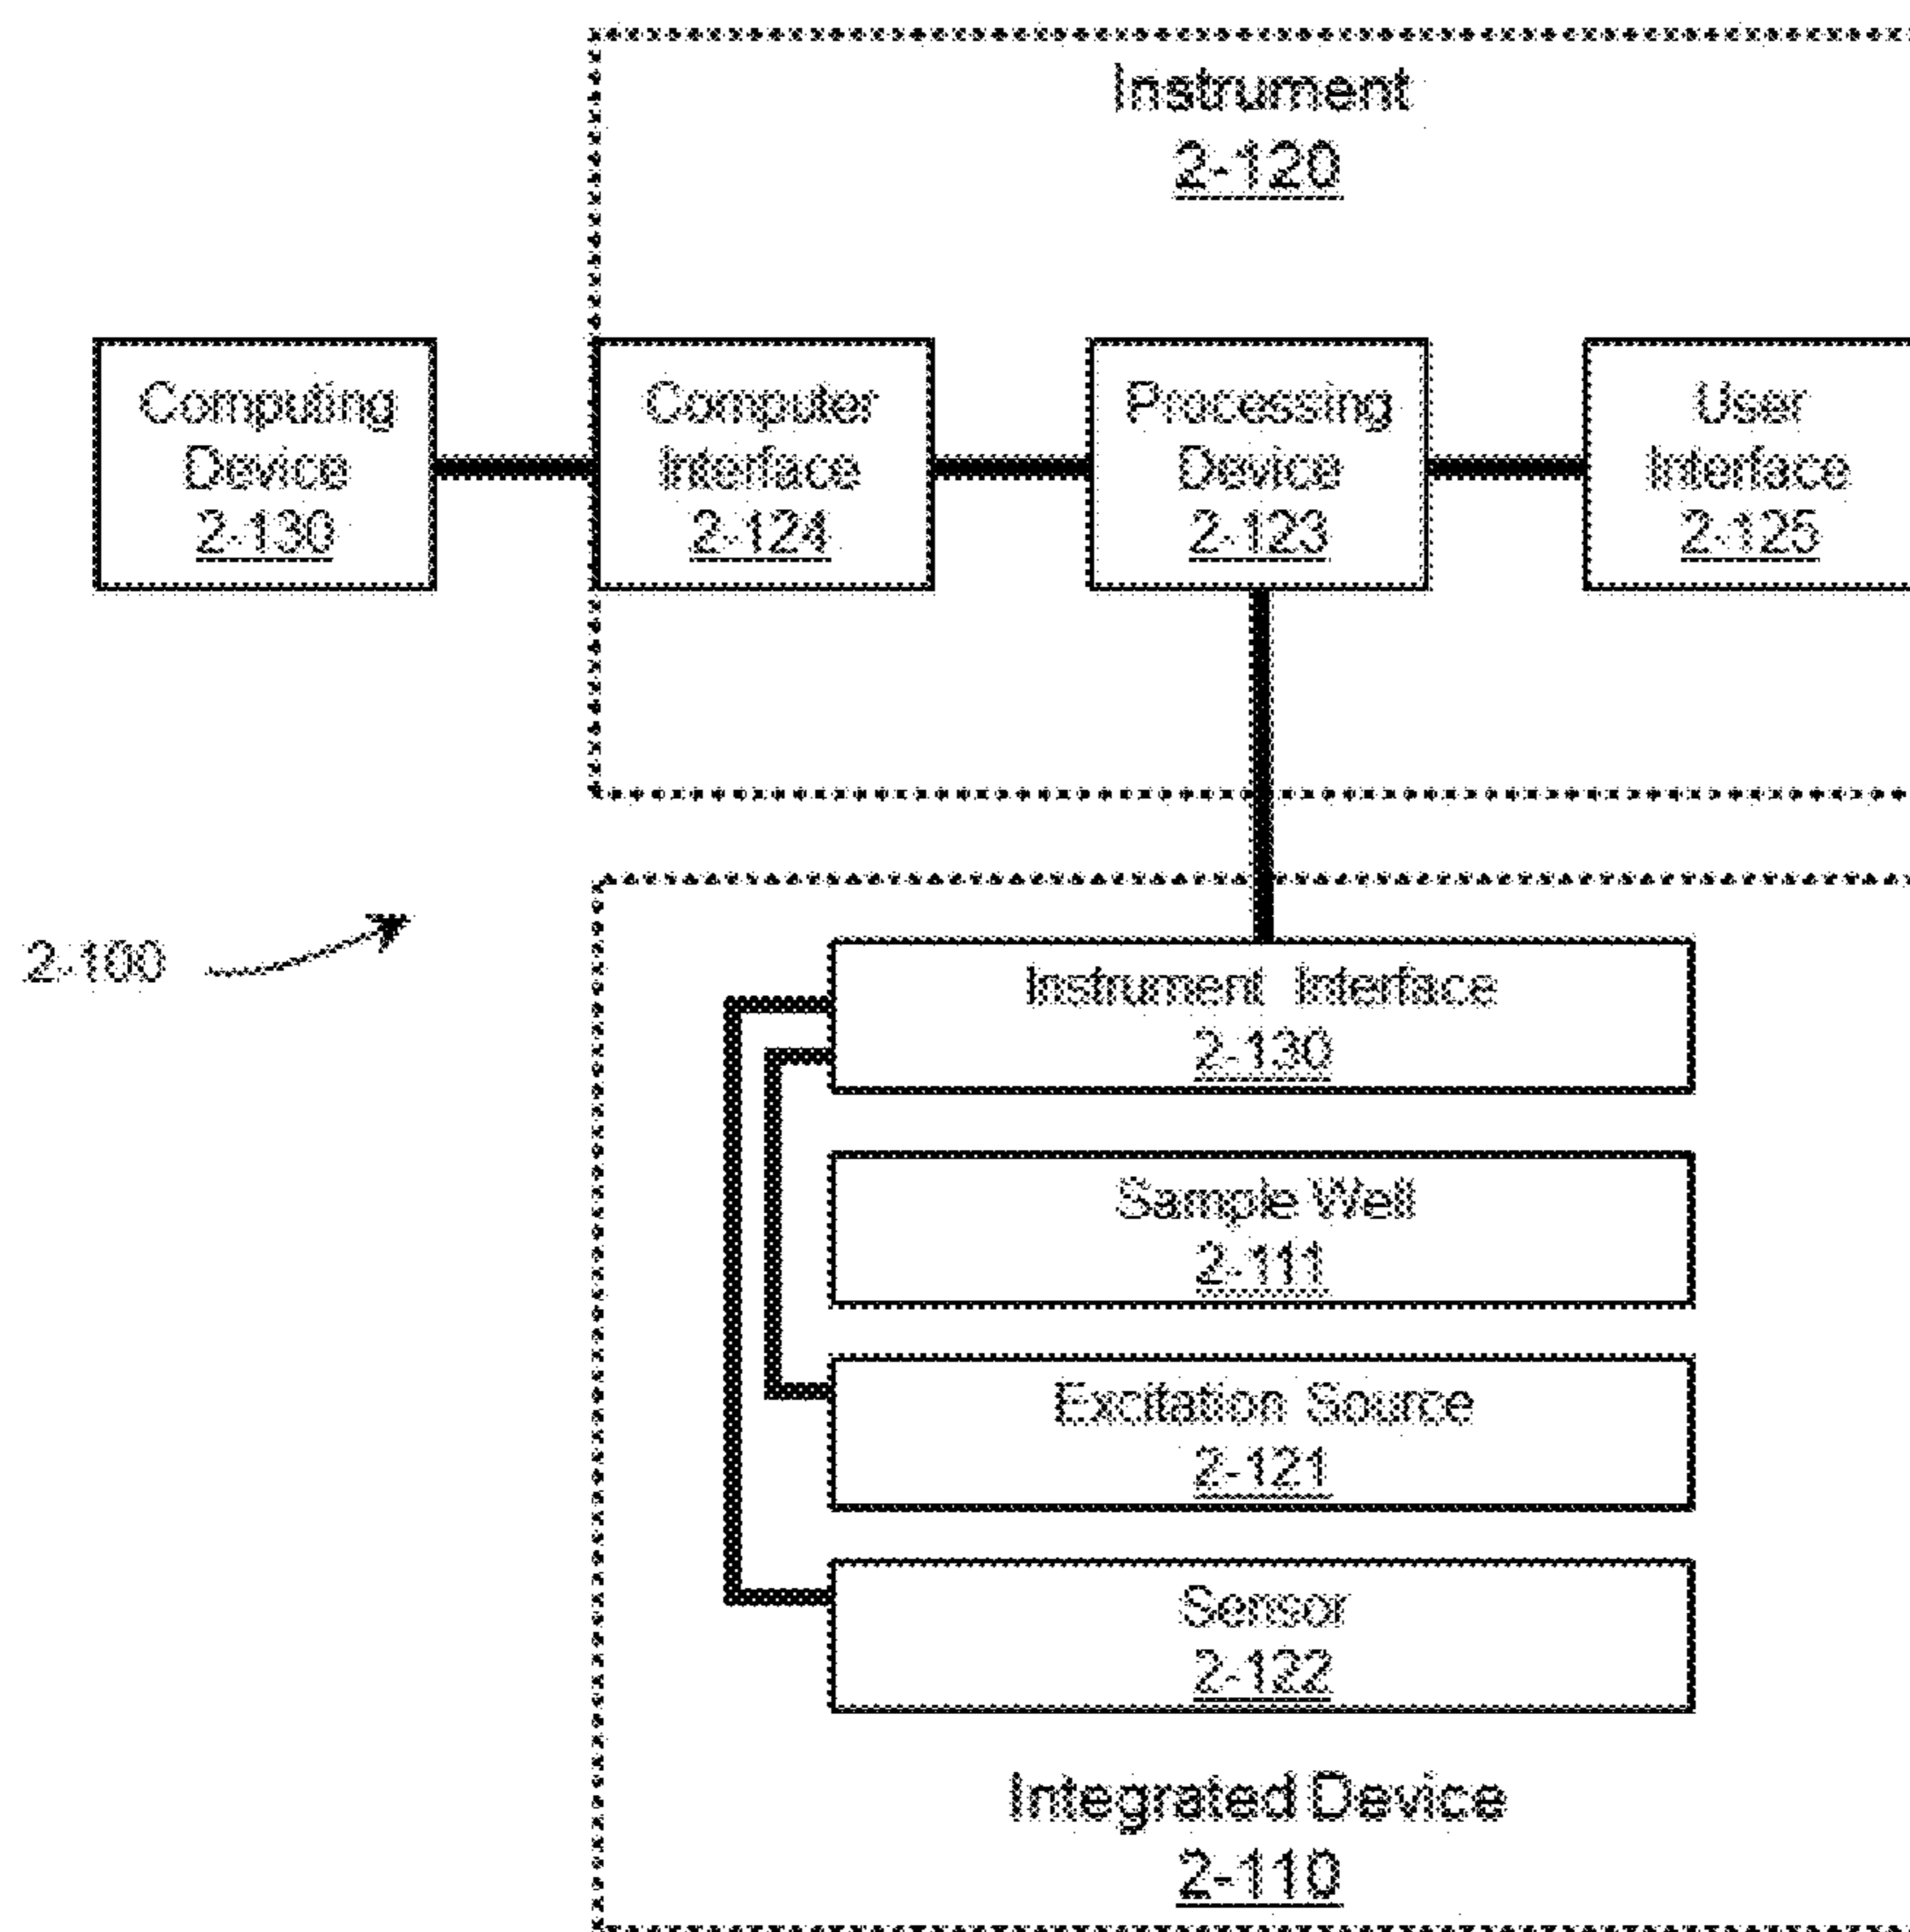 Instrument
2-120
Computing
Device
2-130
Computer
Interface
2-124
Processing
Device
2-123
User
Interface
2-125
2-100
Instrument Interface
2-130
Sample Well
2-111
Excitation Source
2-121
Sensor
2-122
Integrated Device
2-110